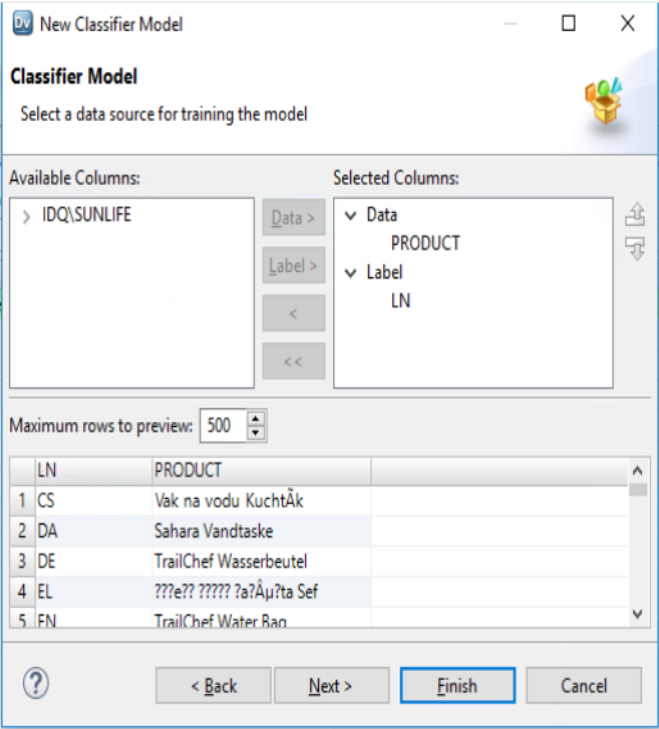 Dv New Classifier Model
Classifier Model
Select a data source for training the model
Available Columns:
Selected Columns:
IDQ\SUNLIFE
Data >
Label >
<
<<
Data
PRODUCT
Label
LN
Maximum rows to preview: 500
LN PRODUCT
1 CS Vak na vodu KuchtÃk
2 DA Sahara Vandtaske
3 DE TrailChef Wasserbeutel
4 EL ???e?? ????? ?a?Âµ?ta Sef
5 EN TrailChef Water Bag
? < Back Next > Finish Cancel